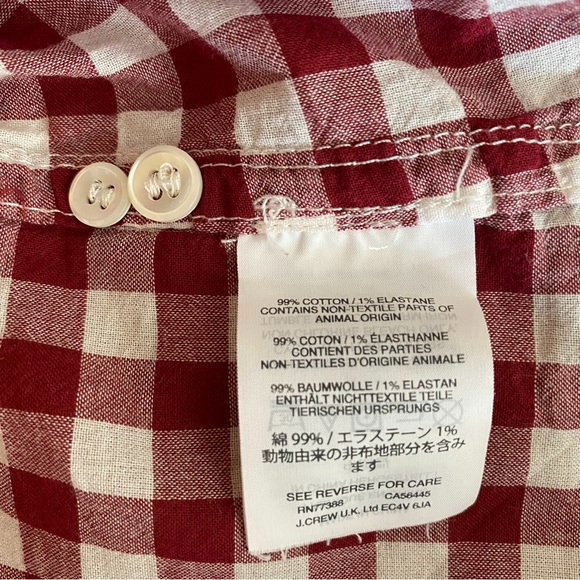 99% COTTON / 1% ELASTANE
CONTAINS NON-TEXTILE PARTS OF
ANIMAL ORIGIN
99% COTON / 1% ÉLASTHANNE
CONTIENT DES PARTIES
NON-TEXTILES D'ORIGINE ANIMALE
99% BAUMWOLLE / 1% ELASTAN
ENTHÄLT NICHTTEXTILE TEILE
TIERISCHEN URSPRUNGS
綿 99% / エラステーン 1%
動物由来の非布地部分を含み
ます
SEE REVERSE FOR CARE
RN77388 CA56445
J.CREW U.K. Ltd EC4V 6JA